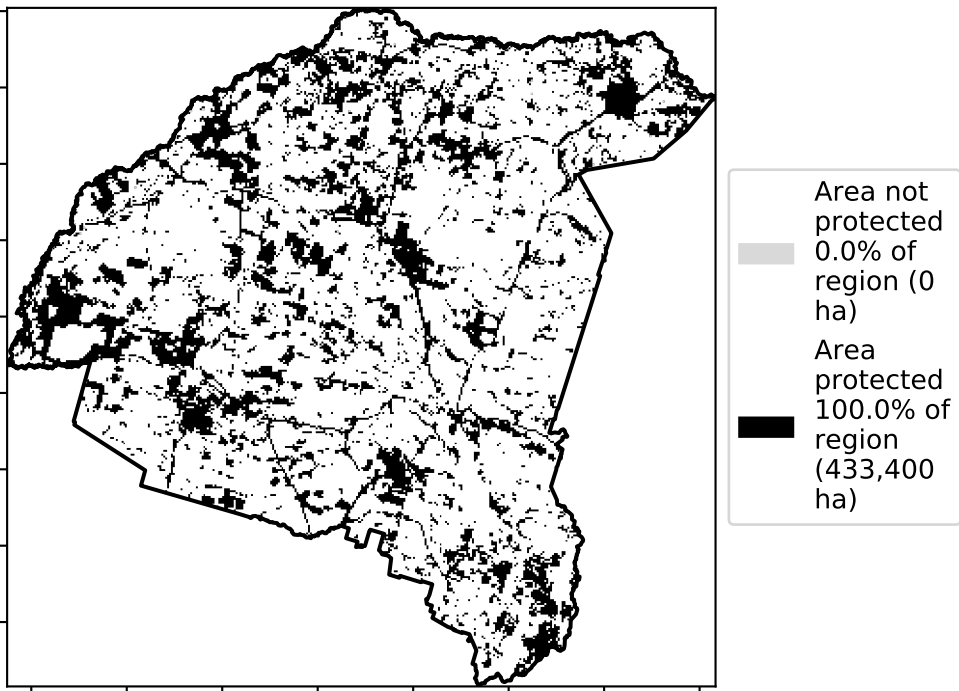 Area not
protected
0.0% of
region (0
ha)
Area
protected
100.0% of
region
(433,400
ha)